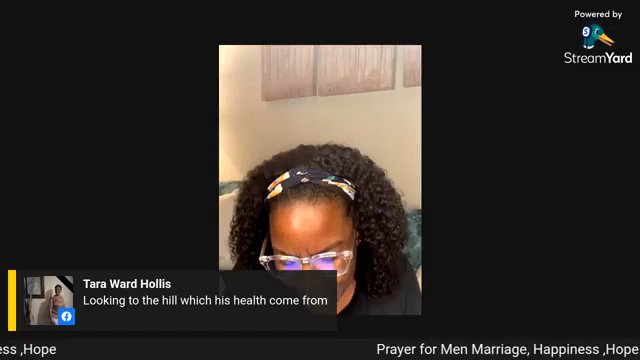 Powered by
StreamYard
Tara Ward Hollis
Looking to the hill which his health come from
ess ,Hope
Prayer for Men Marriage, Happiness ,Hope